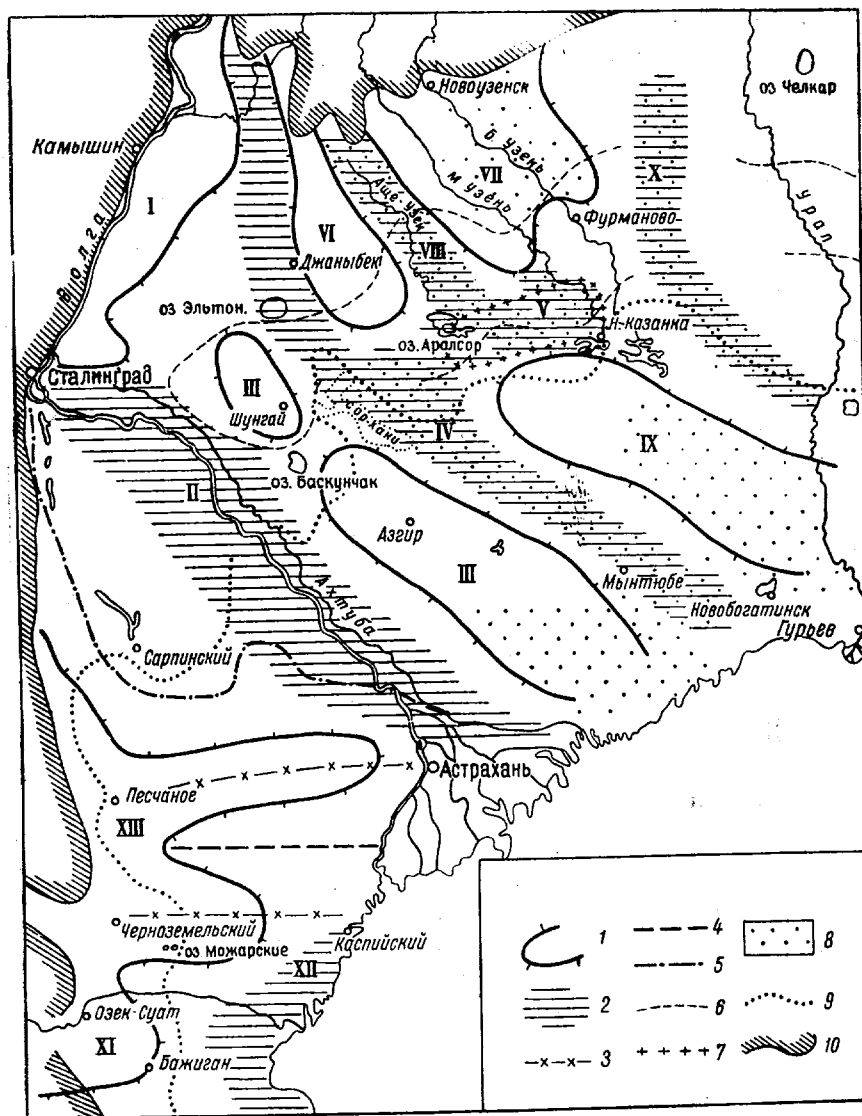 Новоузенск
оз. Челкар
Камышин
I
Б. Узень
VII
X
Волга
Аще-Узек
М. Узень
Урал
VI
Фурманово
VIII
Джаныбек
оз. Эльтон.
V
оз. Аралсор
Н-Казанка
Сталинград
III
Шунгай
IV
IX
оз. Баскунчак
II
Азгир
III
Мынтюбе
Ахтуба
Новобогатинск
Гурьев
Сарпинский
Астрахань
Песчаное
XIII
Черноземельский
Каспийский
оз Можарские
XII
Озек-Суат
XI
Бажиган
1
4
8
5
2
6
9
3
7
10